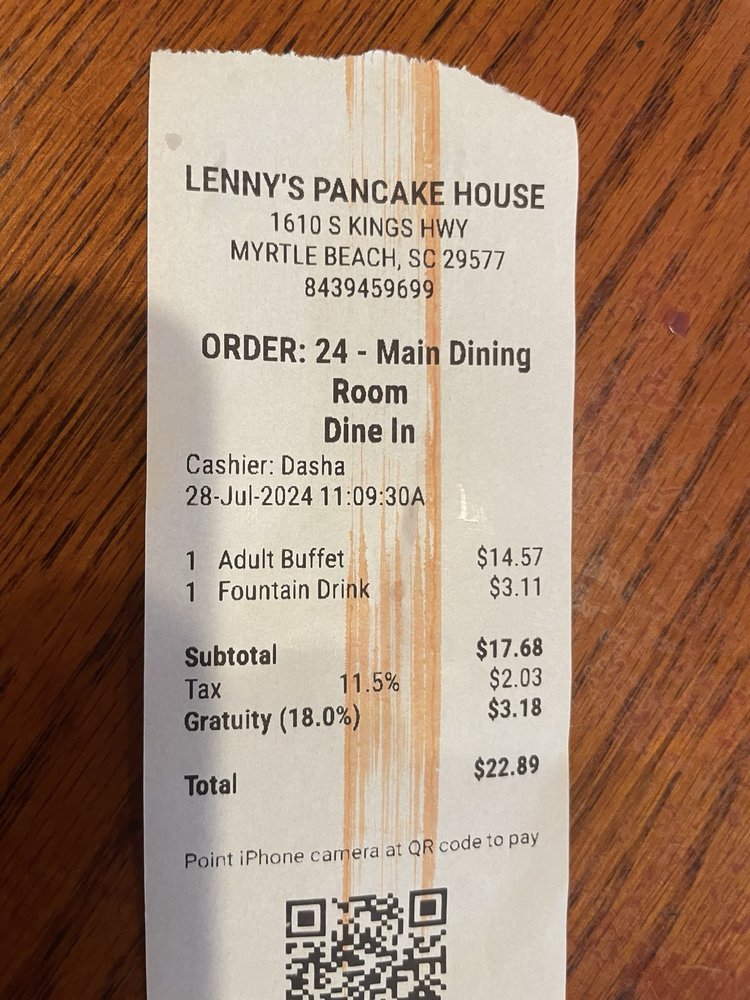 LENNY'S PANCAKE HOUSE
1610 S KINGS HWY
MYRTLE BEACH, SC 29577
8439459699
ORDER: 24 - Main Dining
Room
Dine In
Cashier: Dasha
28-Jul-2024 11:09:30A
1 Adult Buffet $14.57
1 Fountain Drink $3.11
Subtotal $17.68
Tax 11.5% $2.03
Gratuity (18.0%) $3.18
Total $22.89
Point iPhone camera at QR code to pay